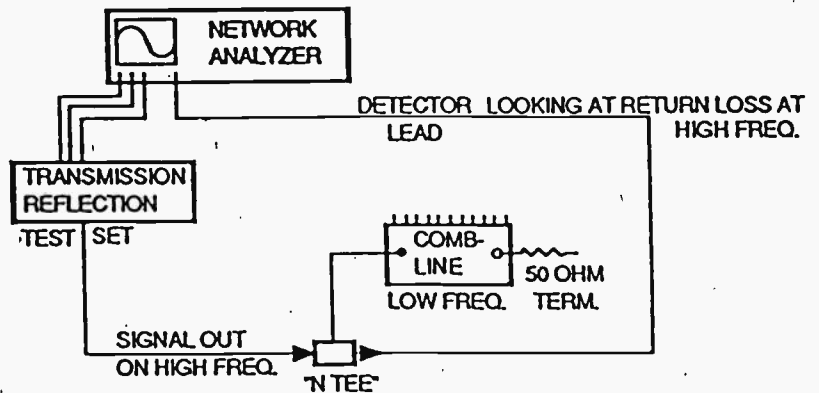 NETWORK
ANALYZER
DETECTOR LOOKING AT RETURN LOSS AT
LEAD HIGH FREQ.
TRANSMISSION
REFLECTION
TEST SET
COMB-
LINE
50 OHM
LOW FREQ. TERM.
SIGNAL OUT
ON HIGH FREQ.
"N TEE"